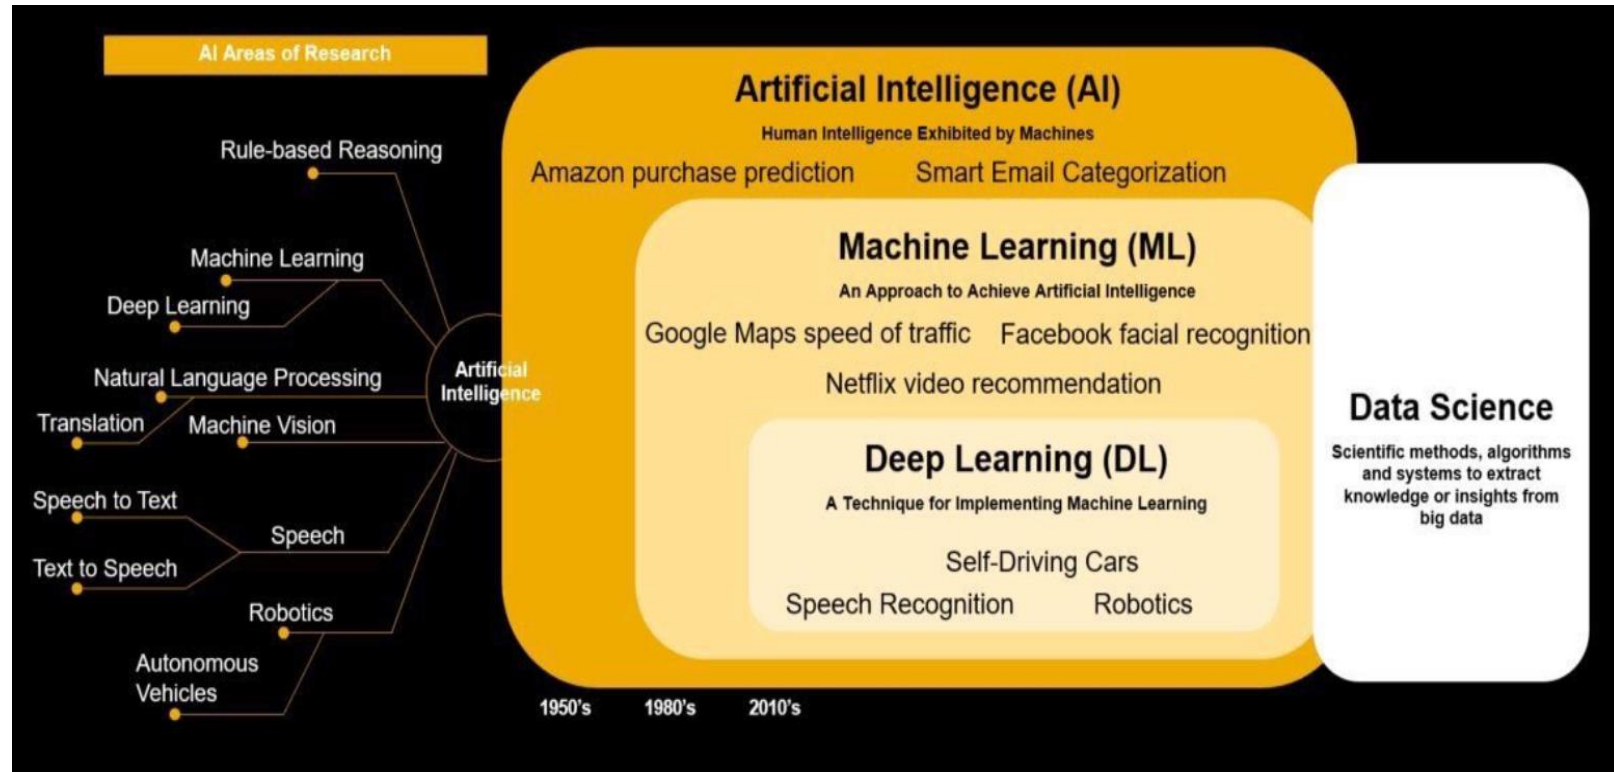 AI Areas of Research
Rule-based Reasoning
Machine Learning
Deep Learning
Natural Language Processing
Translation
Machine Vision
Speech to Text
Speech
Text to Speech
Robotics
Autonomous
Vehicles
Artificial
Intelligence
Artificial Intelligence (AI)
Human Intelligence Exhibited by Machines
Amazon purchase prediction
Smart Email Categorization
Machine Learning (ML)
An Approach to Achieve Artificial Intelligence
Google Maps speed of traffic
Facebook facial recognition
Netflix video recommendation
Deep Learning (DL)
A Technique for Implementing Machine Learning
Self-Driving Cars
Speech Recognition
Robotics
1950's
1980's
2010's
Data Science
Scientific methods, algorithms
and systems to extract
knowledge or insights from
big data